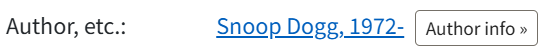 Author, etc.: Snoop Dogg, 1972- Author info »